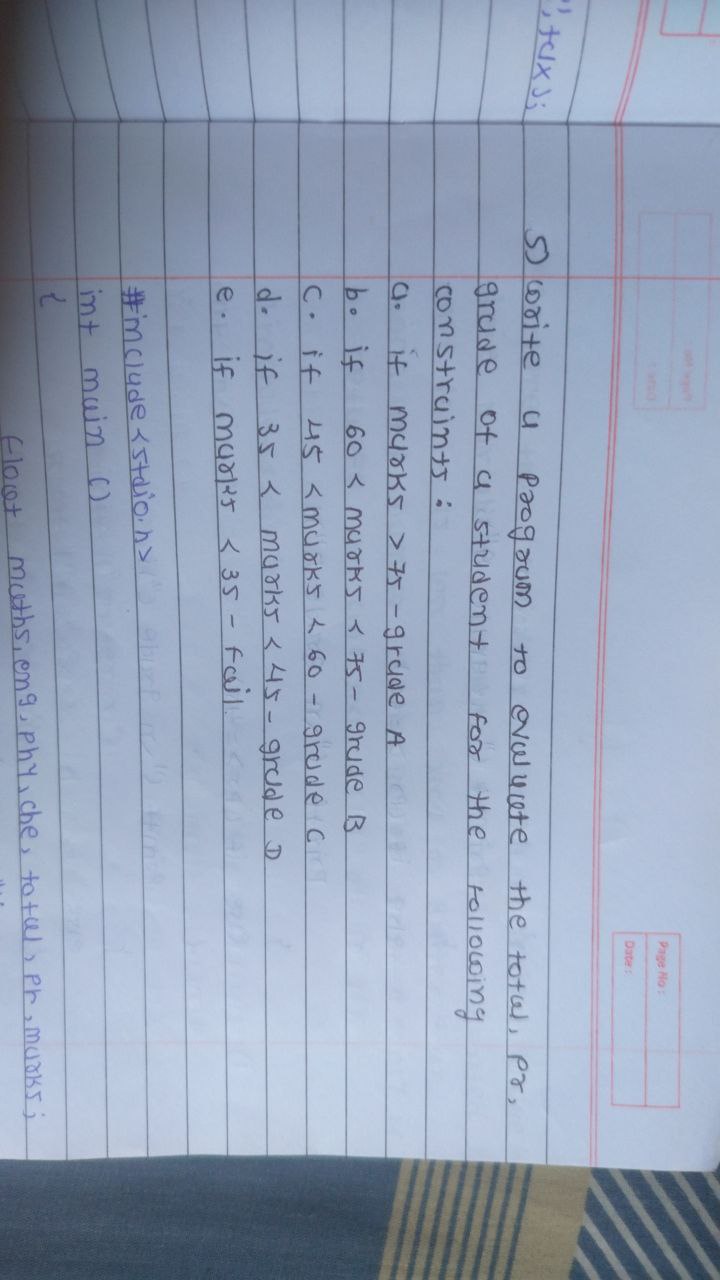 ", tax);
Page No:
Date:
5) write a program to evaluate the total, pr,
grade of a student for the following
constraints:
a. if marks > 75 - grade A
b. if 60 < marks < 75 - grade B
c. if 45 < marks < 60 - grade C
d. if 35 < marks < 45 - grade D
e. if marks < 35 - fail.
#include <stdio.h>
int main ()
{
float maths, eng, phy, che, total, pr, marks;